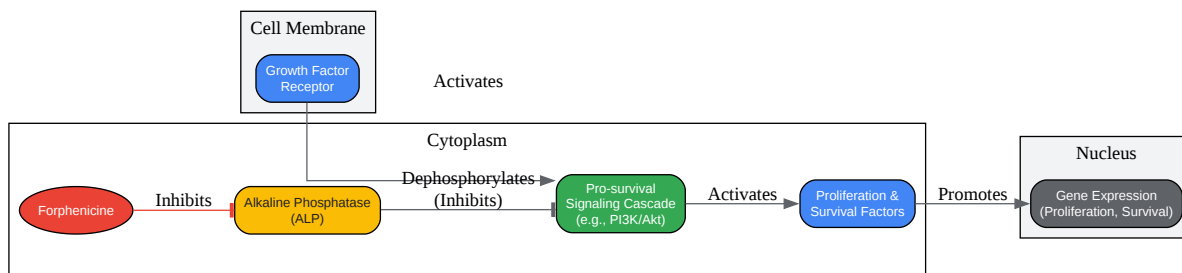 Cell Membrane
Growth Factor
Receptor
Activates
Cytoplasm
Forphenicine
Inhibits
Alkaline Phosphatase
(ALP)
Dephosphorylates
(Inhibits)
Pro-survival
Signaling Cascade
(e.g., PI3K/Akt)
Activates
Proliferation &
Survival Factors
Promotes
Nucleus
Gene Expression
(Proliferation, Survival)